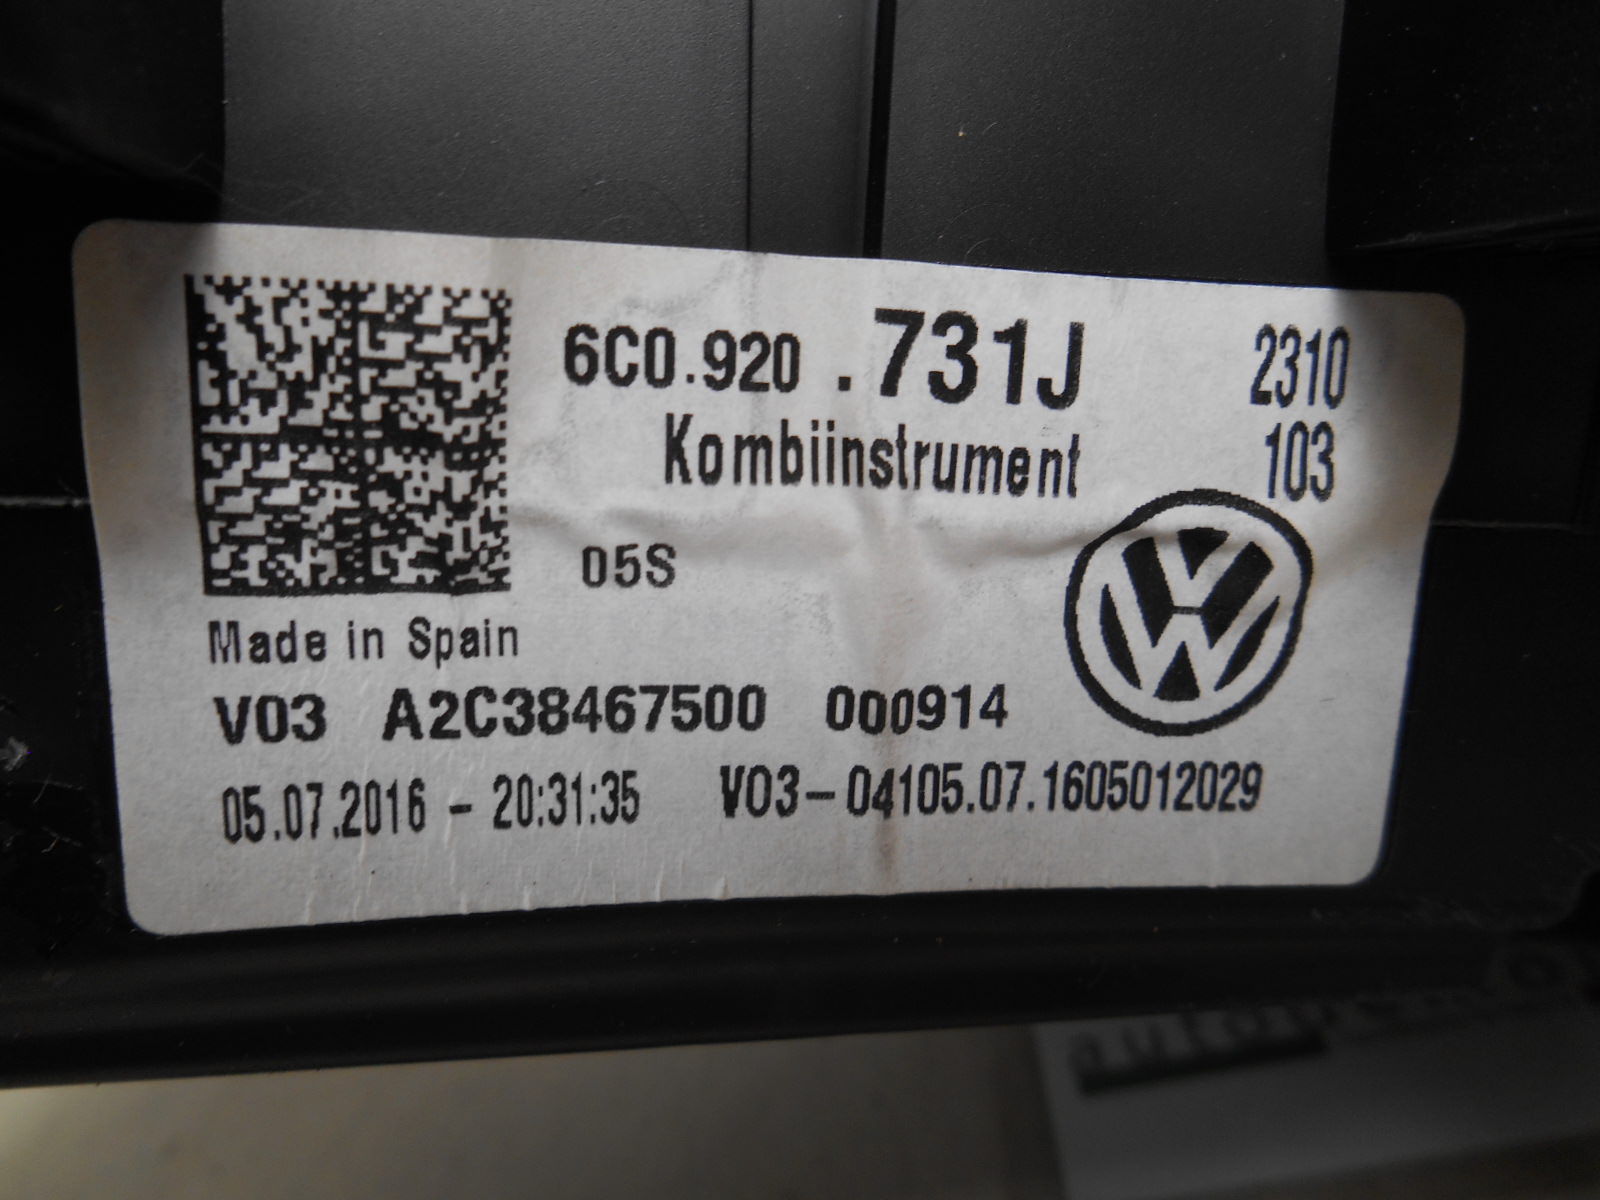 6C0.920 .731J 2310
Kombiinstrument 103
05S
Made in Spain
V03 A2C38467500 000914
05.07.2016 - 20:31:35 V03-04105.07.1605012029